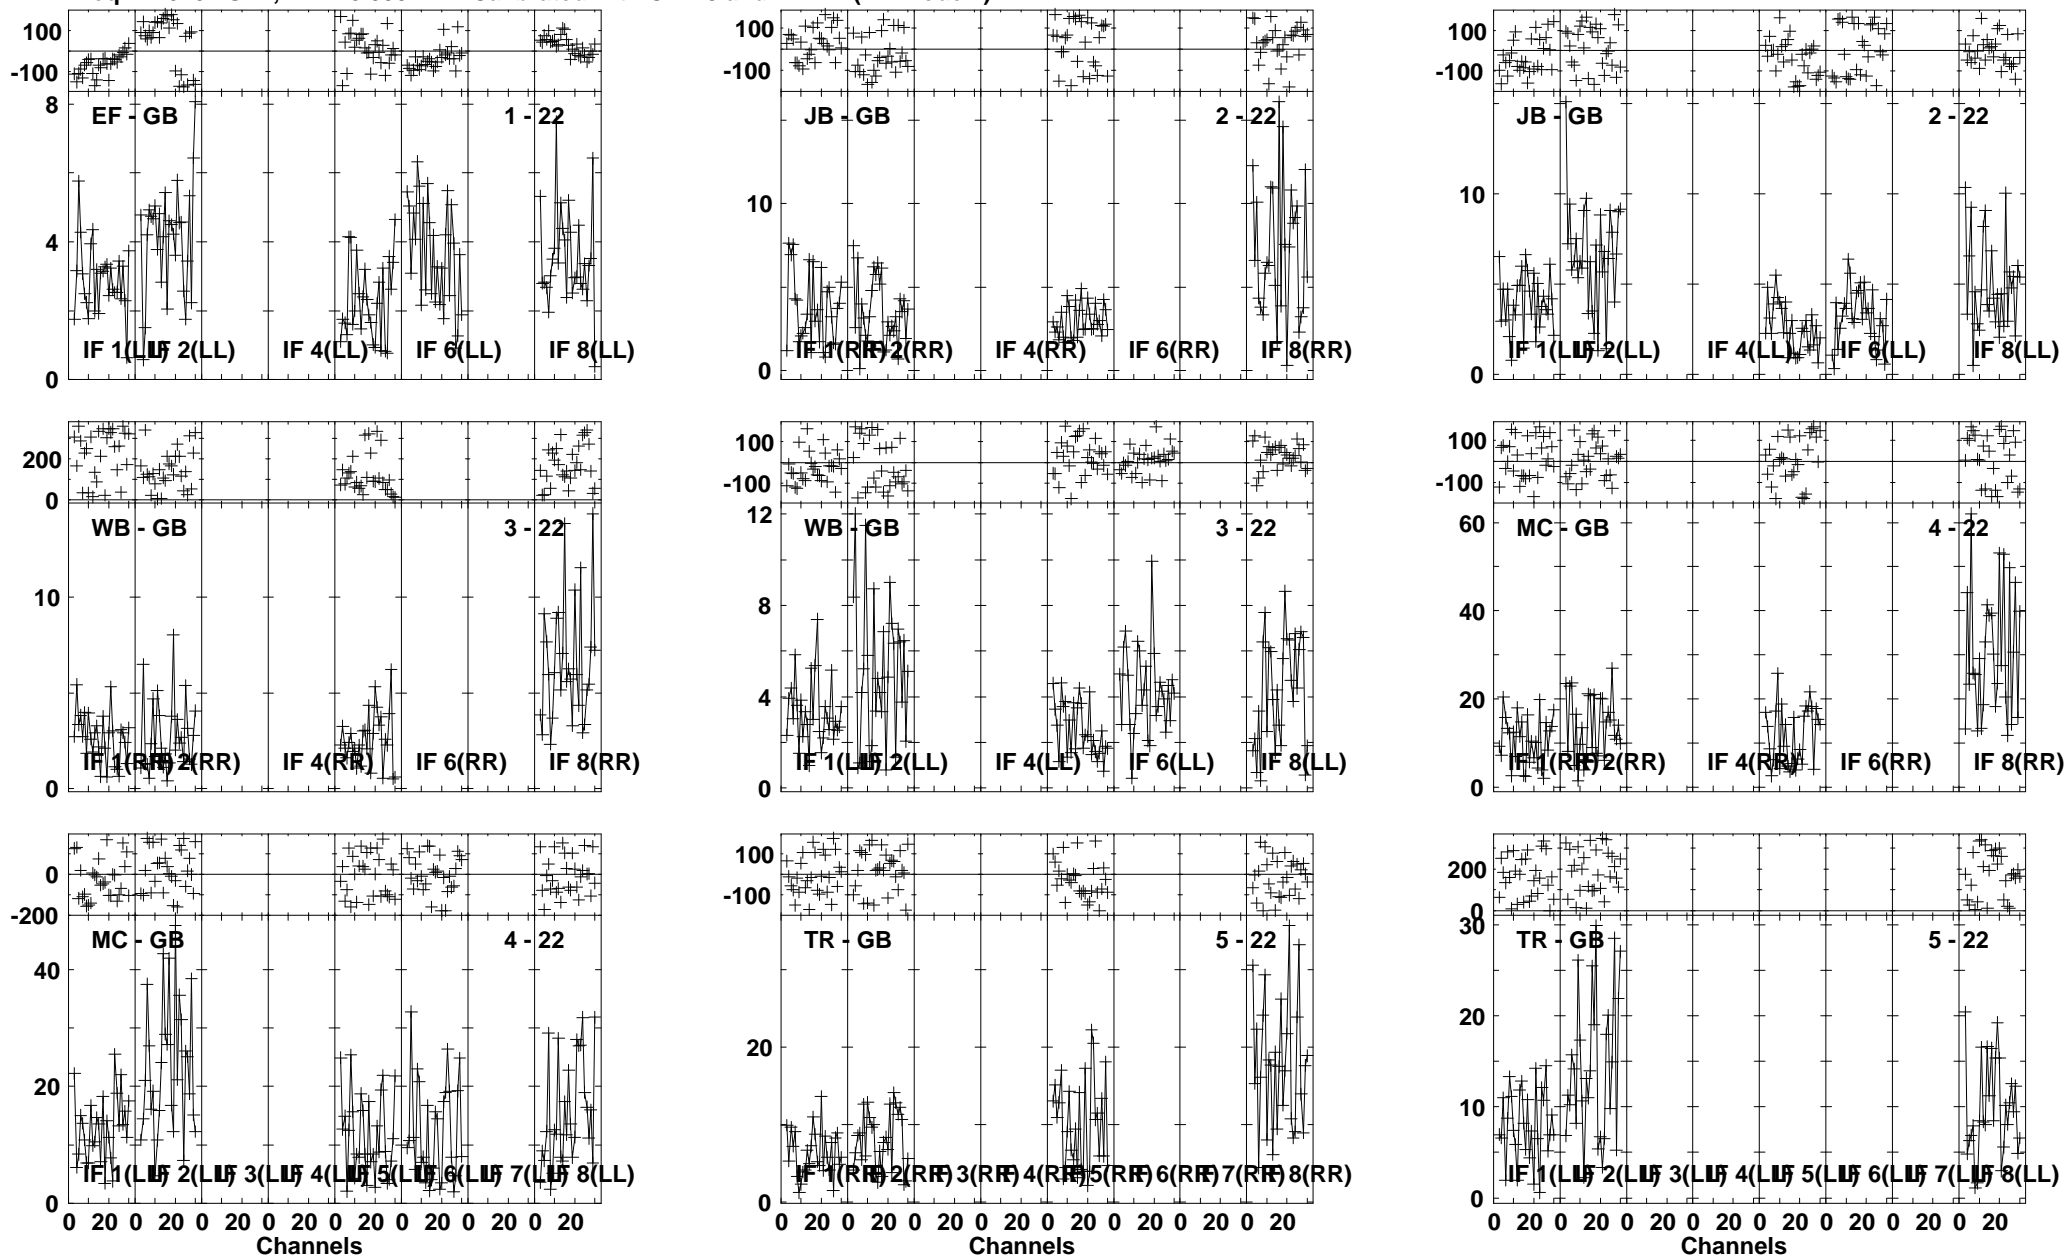 100
-100
EF - GB 1 - 22
8
4
0
IF 1(LL) IF 2(LL) IF 4(LL) IF 6(LL) IF 8(LL)
100
-100
JB - GB 2 - 22
10
0
IF 1(RR) IF 2(RR) IF 4(RR) IF 6(RR) IF 8(RR)
100
-100
JB - GB 2 - 22
10
0
IF 1(LL) IF 2(LL) IF 4(LL) IF 6(LL) IF 8(LL)
200
0
WB - GB 3 - 22
10
0
IF 1(RR) IF 2(RR) IF 4(RR) IF 6(RR) IF 8(RR)
100
-100
WB - GB 3 - 22
12
8
4
0
IF 1(LL) IF 2(LL) IF 4(LL) IF 6(LL) IF 8(LL)
100
-100
MC - GB 4 - 22
60
40
20
0
IF 1(RR) IF 2(RR) IF 4(RR) IF 6(RR) IF 8(RR)
0
-200
MC - GB 4 - 22
40
20
0
IF 1(LL) IF 2(LL) IF 3(LL) IF 4(LL) IF 5(LL) IF 6(LL) IF 7(LL) IF 8(LL)
0 20 0 20 0 20 0 20 0 20 0 20 0 20 0 20
Channels
100
-100
TR - GB 5 - 22
20
0
IF 1(RR) IF 2(RR) IF 3(RR) IF 4(RR) IF 5(RR) IF 6(RR) IF 7(RR) IF 8(RR)
0 20 0 20 0 20 0 20 0 20 0 20 0 20 0 20
Channels
200
0
TR - GB 5 - 22
30
20
10
0
IF 1(LL) IF 2(LL) IF 3(LL) IF 4(LL) IF 5(LL) IF 6(LL) IF 7(LL) IF 8(LL)
0 20 0 20 0 20 0 20 0 20 0 20 0 20 0 20
Channels